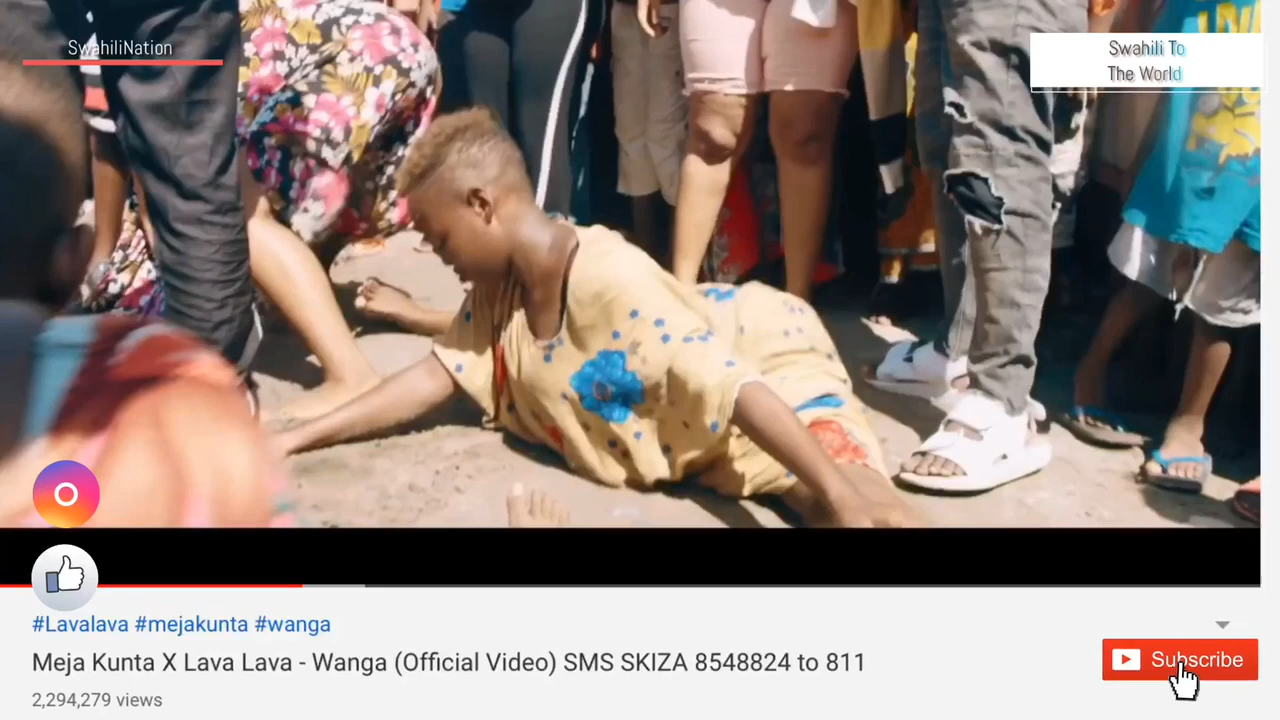 SwahiliNation
Swahili To
The World
#Lavalava #mejakunta #wanga
Meja Kunta X Lava Lava - Wanga (Official Video) SMS SKIZA 8548824 to 811
Subscribe
2,294,279 views